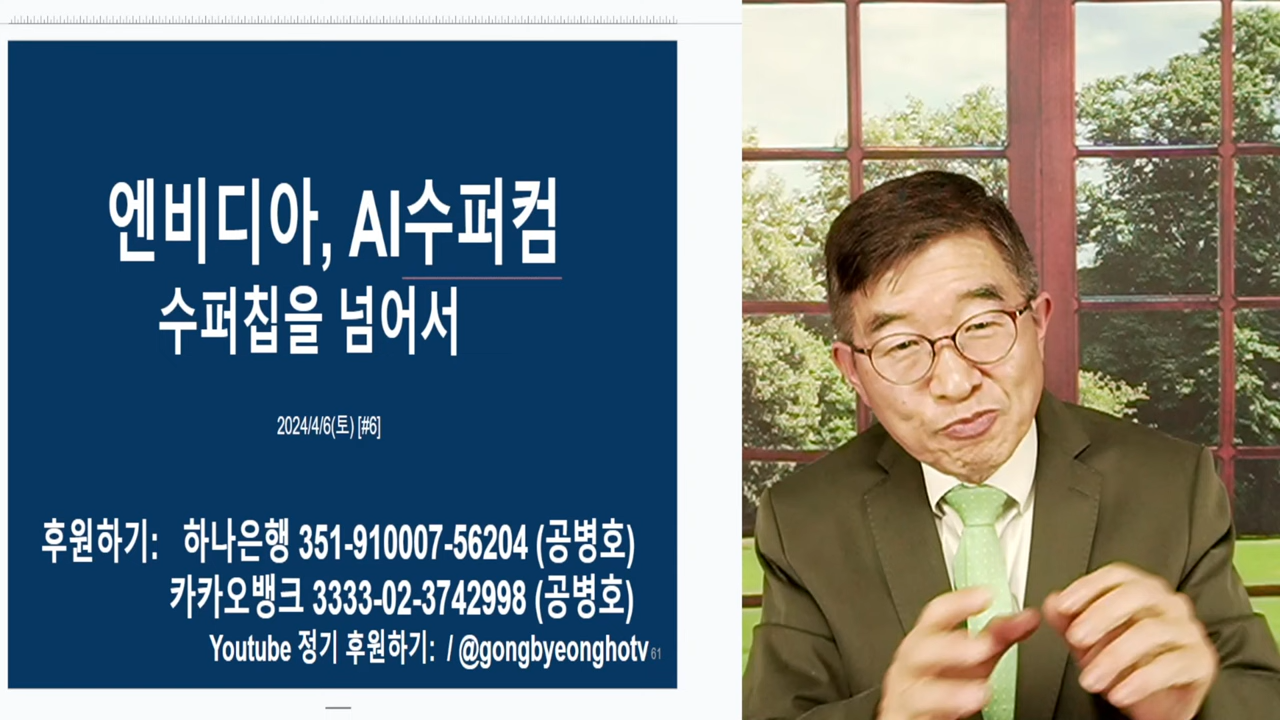 엔비디아, AI수퍼컴
수퍼칩을 넘어서
2024/4/6(토) [#6]
후원하기: 하나은행 351-910007-56204 (공병호)
카카오뱅크 3333-02-3742998 (공병호)
Youtube 정기 후원하기: / @gongbyeonghotv
61